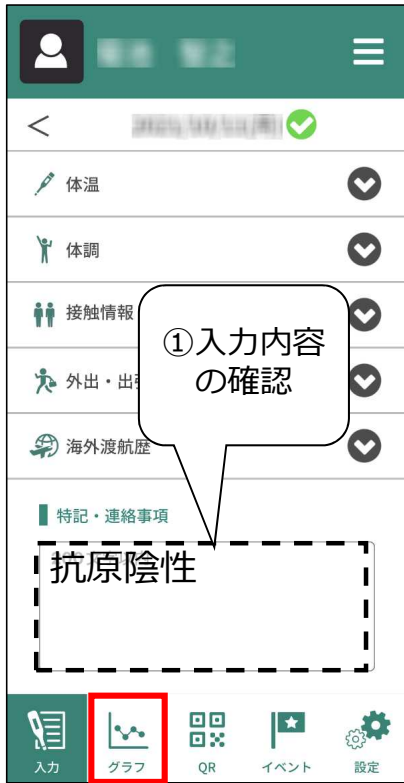 体温
体調
接触情報
①入力内容
の確認
外出・出
海外渡航歴
特記・連絡事項
抗原陰性
入力
グラフ
QR
イベント
設定